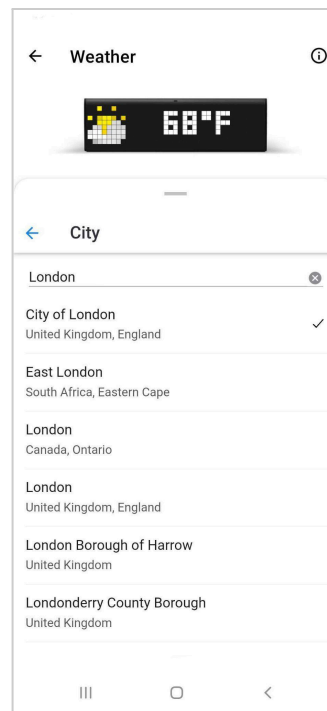 Weather
68°F
City
London
City of London
United Kingdom, England
East London
South Africa, Eastern Cape
London
Canada, Ontario
London
United Kingdom, England
London Borough of Harrow
United Kingdom
Londonderry County Borough
United Kingdom